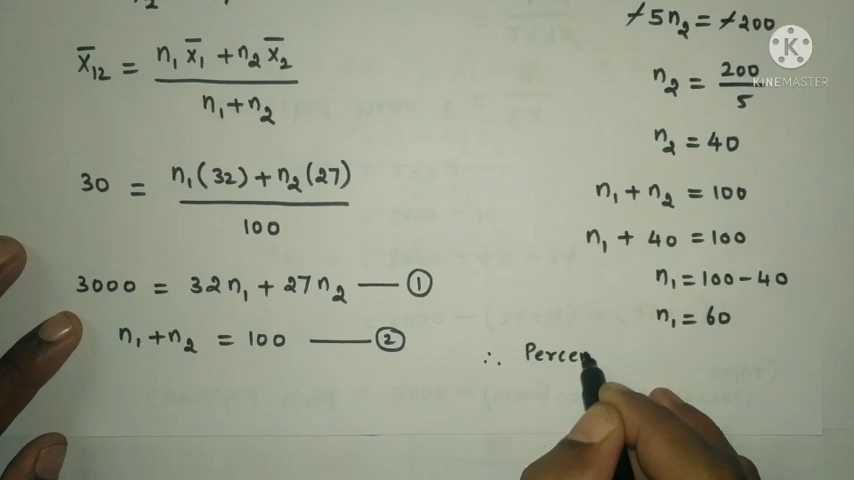 x̄₁₂ = (n₁x̄₁ + n₂x̄₂) / (n₁ + n₂)
30 = (n₁(32) + n₂(27)) / 100
3000 = 32n₁ + 27n₂ — ①
n₁ + n₂ = 100 — ②
-5n₂ = -200
n₂ = 200/5
n₂ = 40
n₁ + n₂ = 100
n₁ + 40 = 100
n₁ = 100 - 40
n₁ = 60
∴ Percen
KINEMASTER